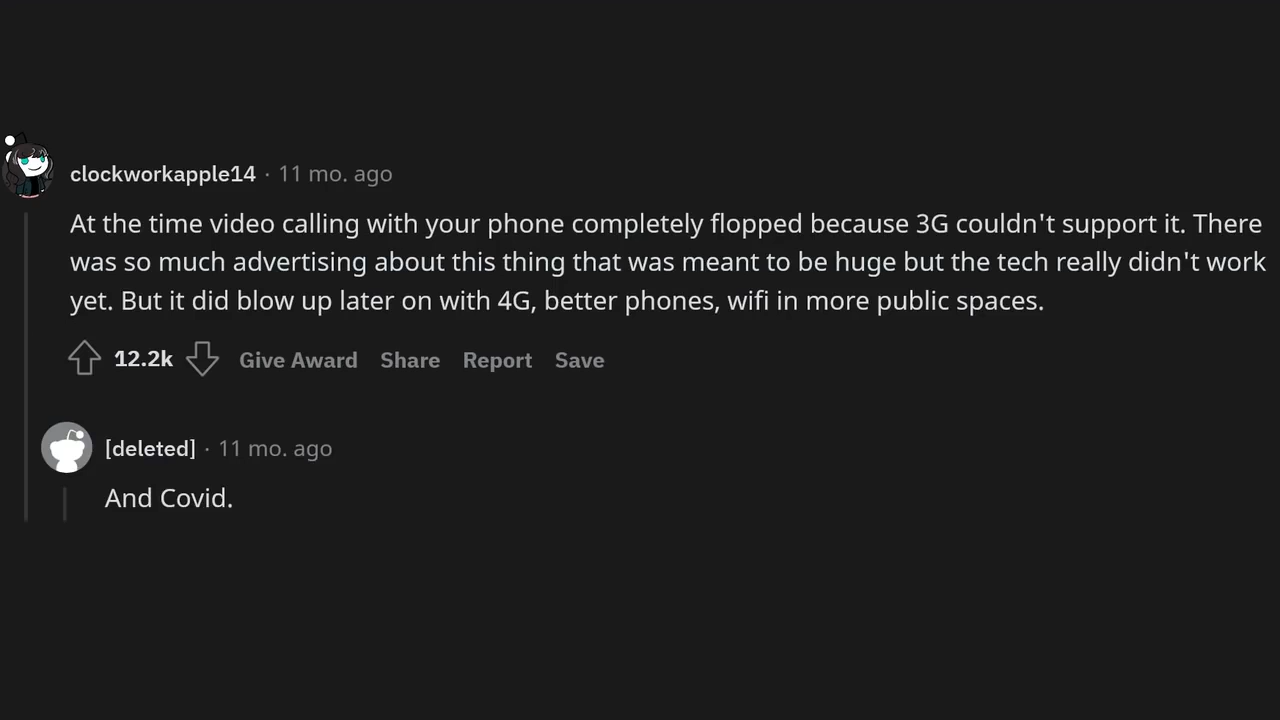 clockworkapple14 · 11 mo. ago
At the time video calling with your phone completely flopped because 3G couldn't support it. There
was so much advertising about this thing that was meant to be huge but the tech really didn't work
yet. But it did blow up later on with 4G, better phones, wifi in more public spaces.
12.2k Give Award Share Report Save
[deleted] · 11 mo. ago
And Covid.